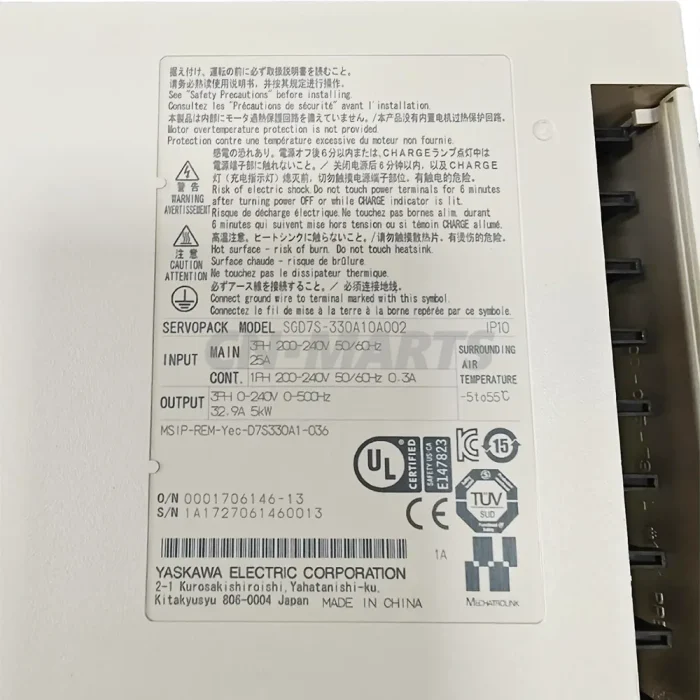 据え付け、運転の前に必ず取扱説明書を読むこと。
请务必熟读使用说明书，并按其规定进行操作。
See "Safety Precautions" before installing.
Consultez les "Précautions de sécurité" avant l'installation.
本製品は内部にモータ過熱保護回路を備えていません。/本产品没有内置电机过热保护回路.
Motor overtemperature protection is not provided
Protection contre une température excessive du moteur non fournie.
感電の恐れあり。電源オフ後6分以内または、CHARGEランプ点灯中は
電源端子部に触れないこと。/ 关闭电源后6分钟以内，以及CHARGE
灯（充电指示灯）熄灭前，切勿触摸电源端子部位，有触电的危险。
警告
WARNING
AVERTISSEMENT
Risk of electric shock.Do not touch power terminals for 6 minutes
after turning power OFF or while CHARGE indicator is lit.
Risque de décharge électrique.Ne touchez pas bornes alim. durant
6 minutes qui suivent mise hors tension ou si témoin CHARGE allumé.
高温注意。ヒートシンクに触らないこと。/请勿触摸散热片，有烫伤的危险。
注意
CAUTION
ATTENTION
Hot surface - risk of burn. Do not touch heatsink.
Surface chaude - risque de brûlure.
Ne touchez pas le dissipateur thermique.
必ずアース線を接続すること。/ 必须连接地线.
Connect ground wire to terminal marked with this symbol.
Connectez le fil de mise à la terre à la borne repérée par ce symbole.
SERVOPACK MODEL SGD7S-330A10A002 IP10
INPUT MAIN 3PH 200-240V 50/60Hz
25A
CONT. 1PH 200-240V 50/60Hz 0.3A
OUTPUT 3PH 0-240V 0-500Hz
32.9A 5kW
SURROUNDING
AIR
TEMPERATURE
-5to55℃
MSIP-REM-Yec-D7S330A1-036
UL CERTIFIED SAFETY US CA E147823
15
TÜV
SUD
CE
O/N 0001706146-13
S/N 1A1727061460013
1A
YASKAWA ELECTRIC CORPORATION
2-1 Kurosakishiroishi, Yahatanishi-ku,
Kitakyusyu 806-0004 Japan MADE IN CHINA
MECHATROLINK